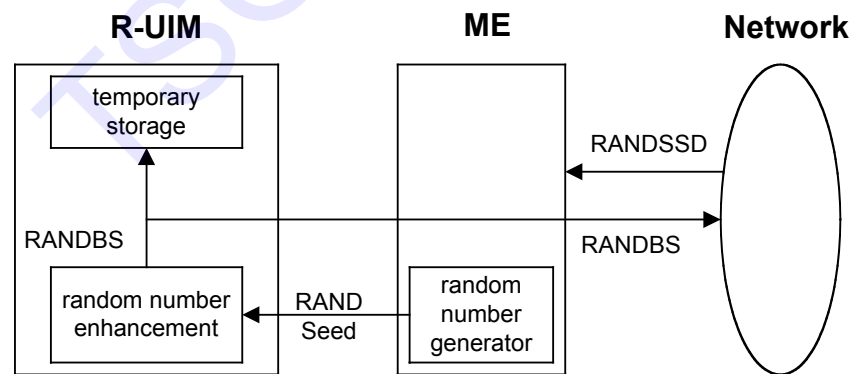 R-UIM
ME
Network
temporary
storage
RANDSSD
RANDBS
RANDBS
random number
enhancement
RAND
Seed
random
number
generator